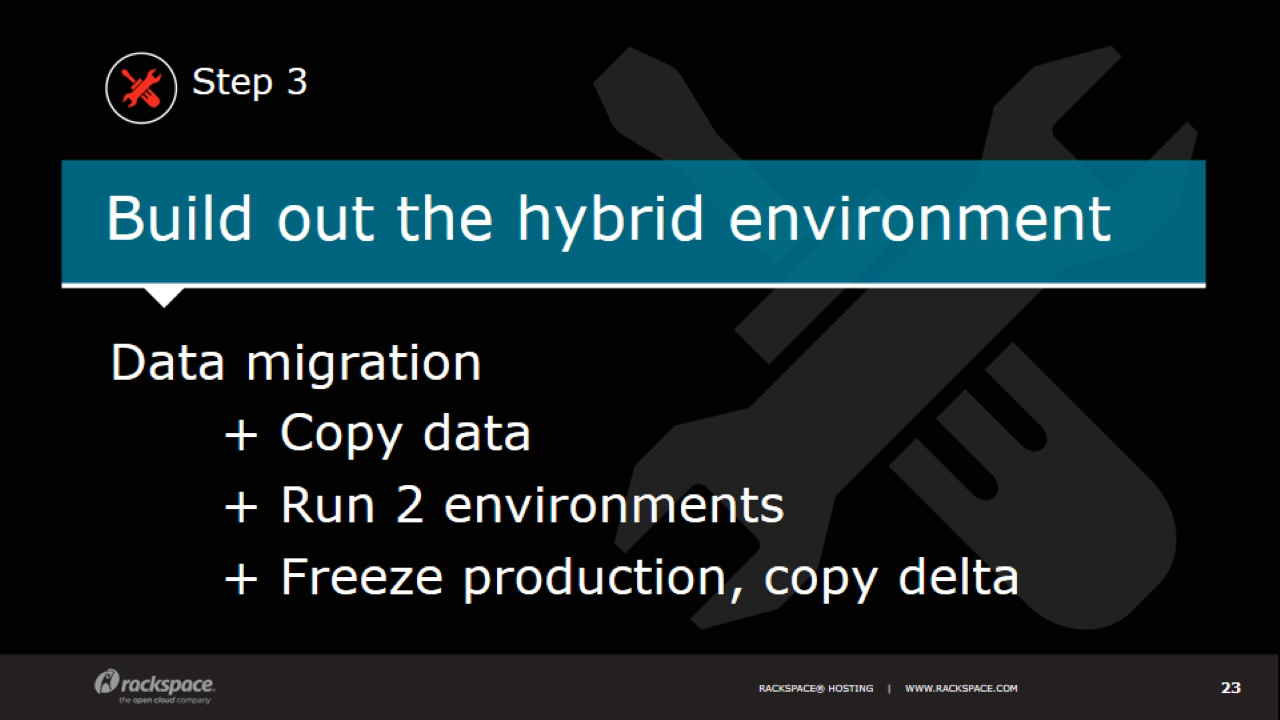 Step 3
Build out the hybrid environment
Data migration
+ Copy data
+ Run 2 environments
+ Freeze production, copy delta
rackspace.
the open cloud company
RACKSPACE® HOSTING | WWW.RACKSPACE.COM
23